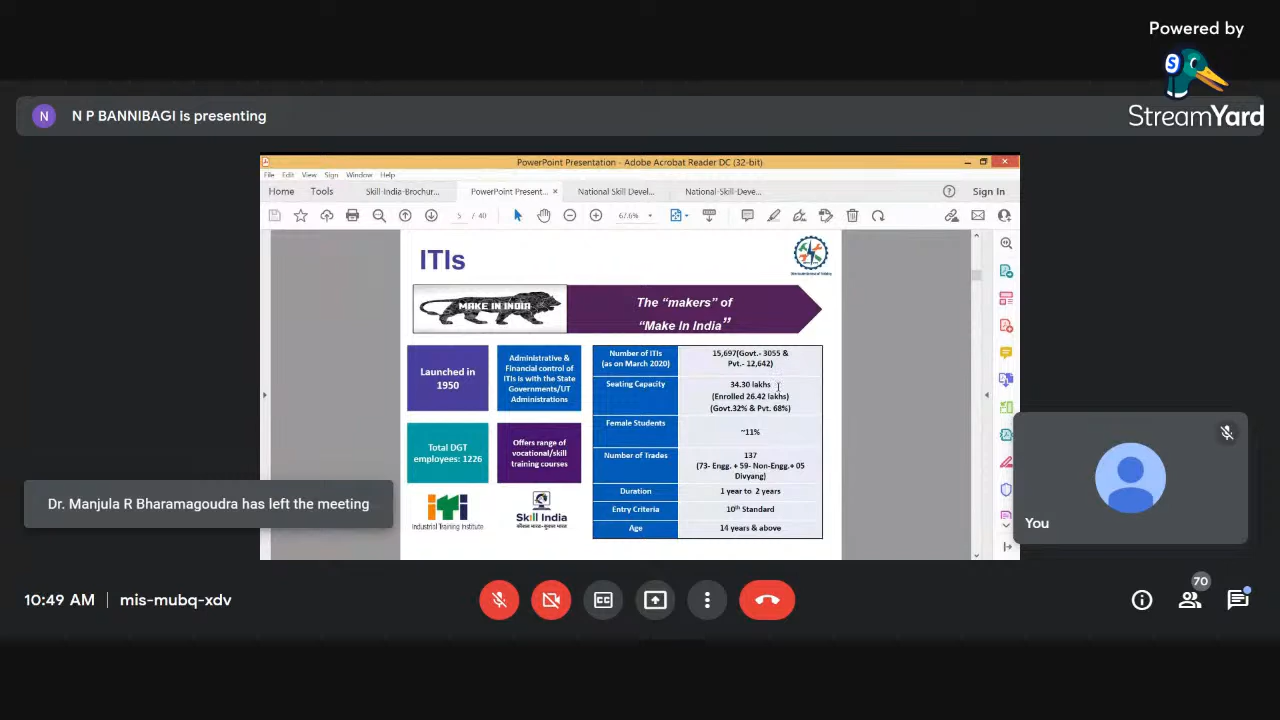 Powered by
S
StreamYard
N
N P BANNIBAGI is presenting
PowerPoint Presentation - Adobe Acrobat Reader DC (32-bit)
File Edit View Sign Window Help
Home Tools Skill-India-Brochur... PowerPoint Present... × National Skill Devel... National-Skill-Deve... Sign In
5 / 40 67.6%
ITIs
MAKE IN INDIA
The “makers” of
“Make In India”
Launched in
1950
Administrative &
Financial control of
ITIs is with the State
Governments/UT
Administrations
Total DGT
employees: 1226
Offers range of
vocational/skill
training courses
iti
Industrial Training Institute
Skill India
कौशल भारत-कुशल भारत
Number of ITIs
(as on March 2020)
15,697(Govt.- 3055 &
Pvt.- 12,642)
Seating Capacity
34.30 lakhs
(Enrolled 26.42 lakhs)
(Govt.32% & Pvt. 68%)
Female Students
~11%
Number of Trades
137
(73- Engg. + 59- Non-Engg.+ 05
Divyang)
Duration
1 year to 2 years
Entry Criteria
10th Standard
Age
14 years & above
Dr. Manjula R Bharamagoudra has left the meeting
You
10:49 AM | mis-mubq-xdv
70